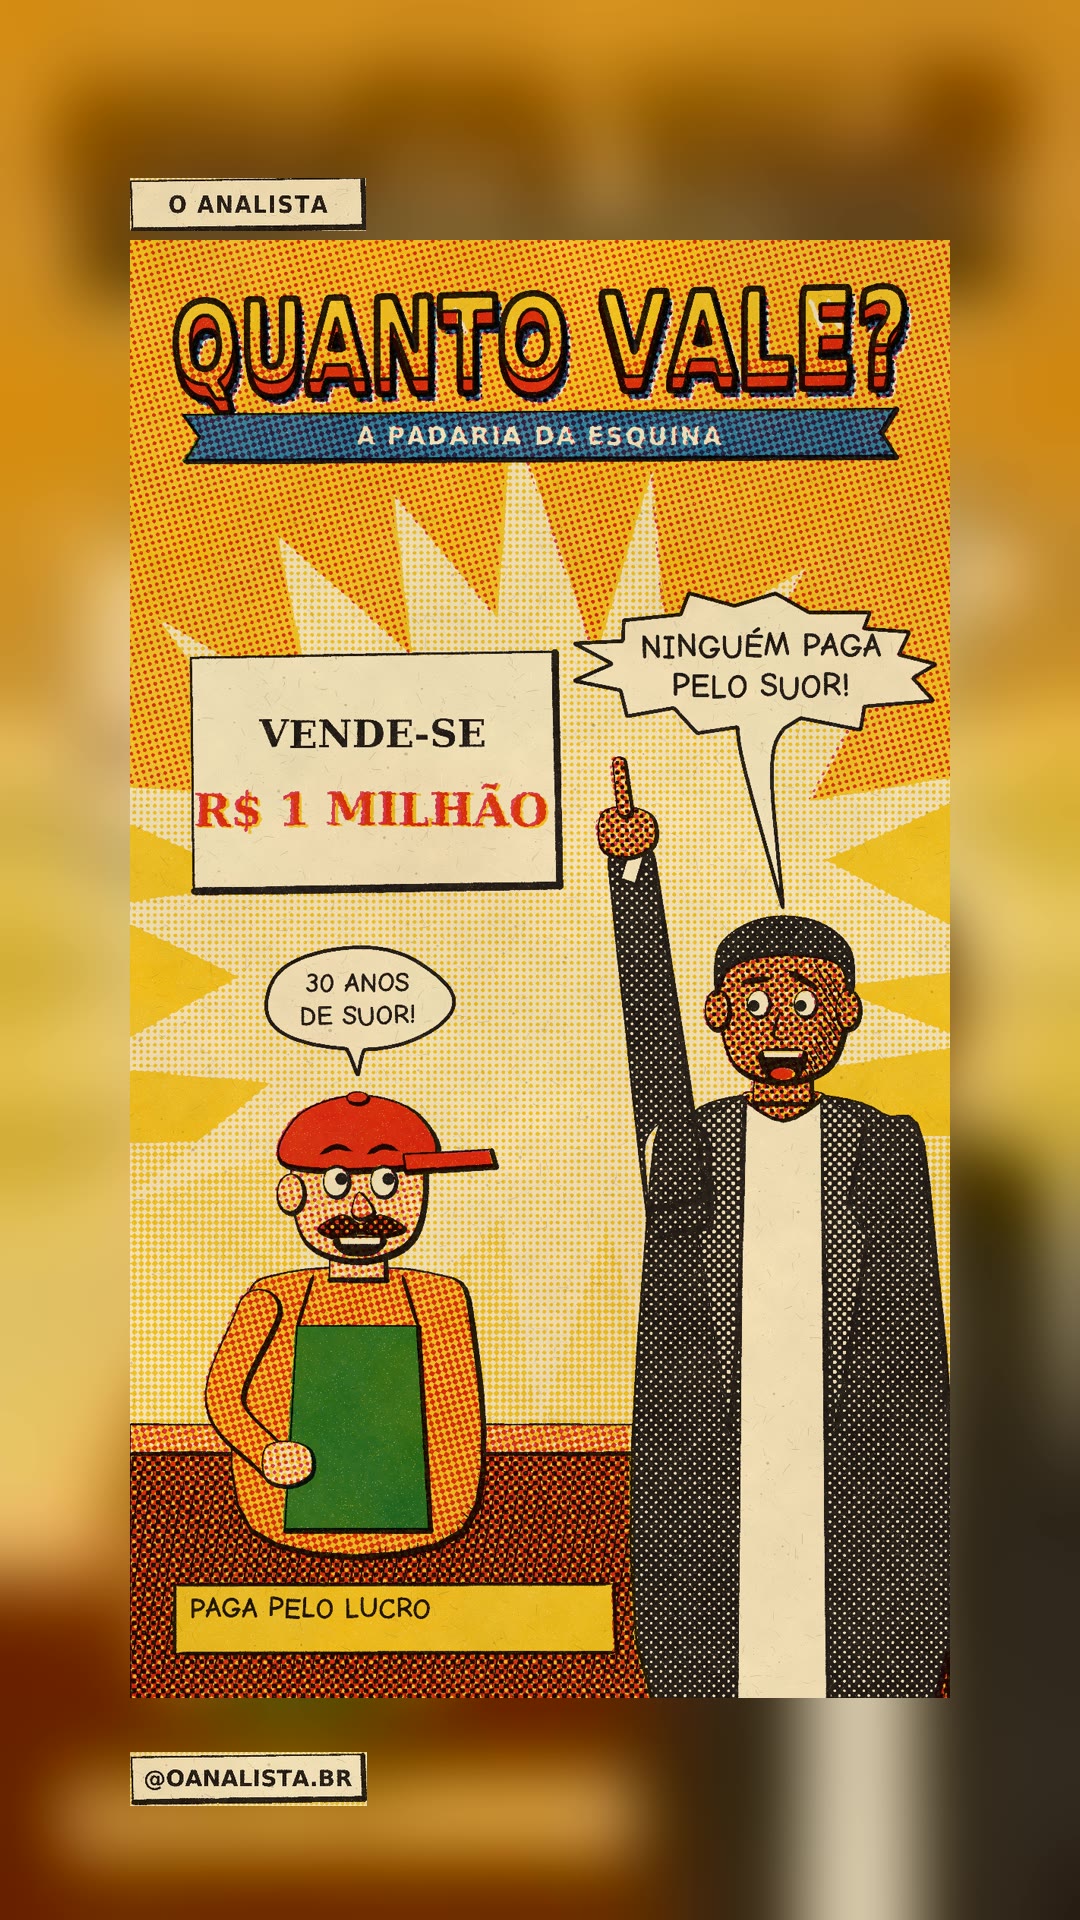 O ANALISTA
QUANTO VALE?
A PADARIA DA ESQUINA
NINGUÉM PAGA
PELO SUOR!
VENDE-SE
R$ 1 MILHÃO
30 ANOS
DE SUOR!
PAGA PELO LUCRO
@OANALISTA.BR